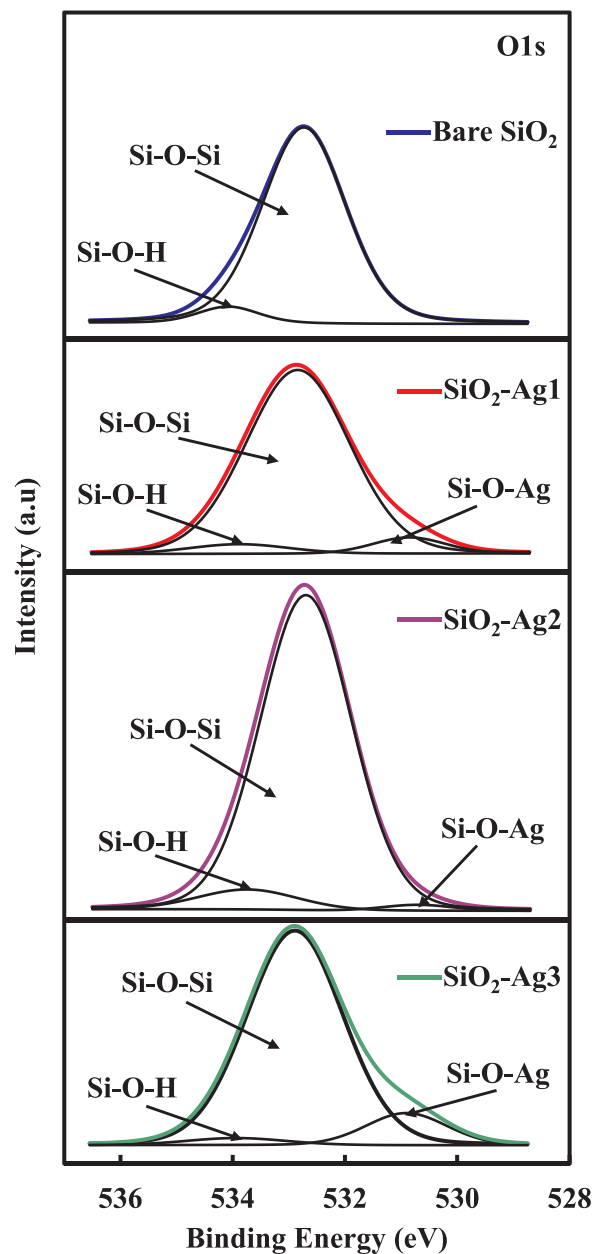 O1s
Bare SiO₂
Si-O-Si
Si-O-H
SiO₂-Ag1
Si-O-Si
Si-O-H
Si-O-Ag
SiO₂-Ag2
Si-O-Si
Si-O-H
Si-O-Ag
SiO₂-Ag3
Si-O-Si
Si-O-H
Si-O-Ag
Intensity (a.u)
536 534 532 530 528
Binding Energy (eV)